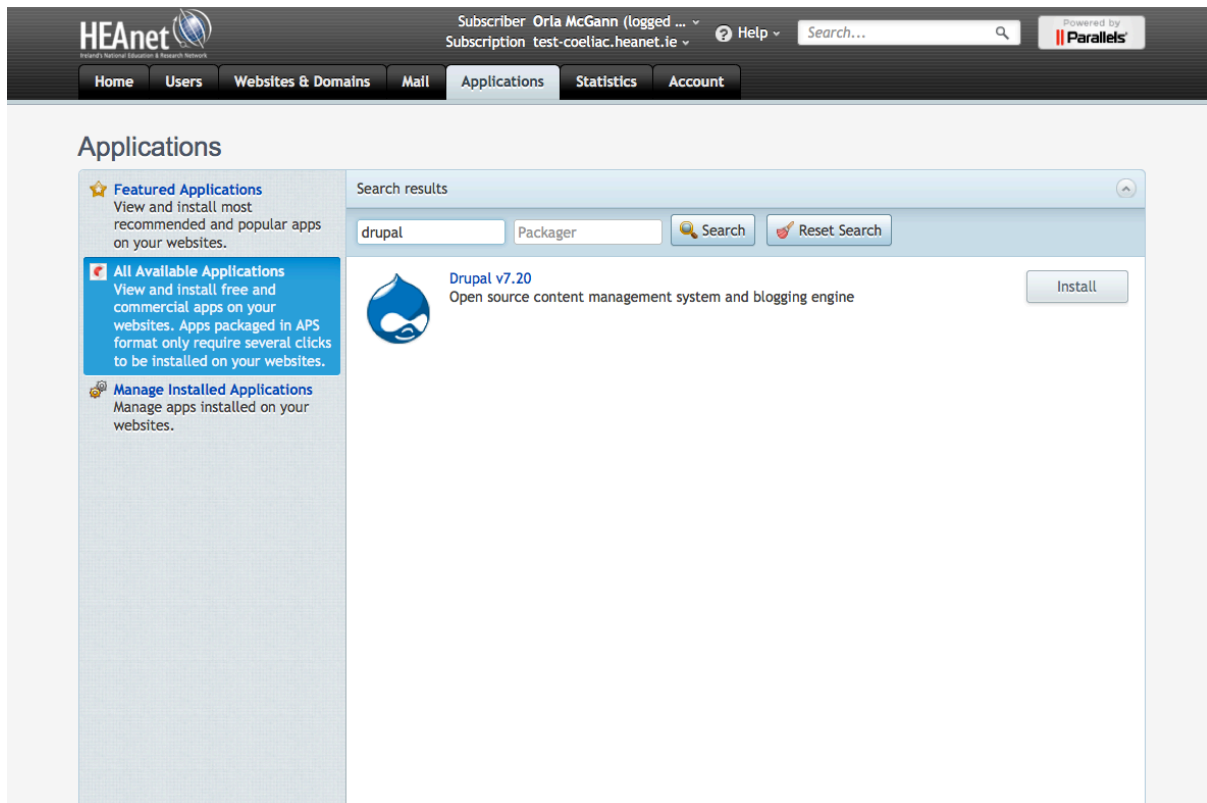 HEAnet
Ireland's National Education & Research Network
Subscriber Orla McGann (logged ...
Subscription test-coeliac.heanet.ie
Help
Search...
Powered by
Parallels
Home Users Websites & Domains Mail Applications Statistics Account
Applications
Featured Applications
View and install most
recommended and popular apps
on your websites.
All Available Applications
View and install free and
commercial apps on your
websites. Apps packaged in APS
format only require several clicks
to be installed on your websites.
Manage Installed Applications
Manage apps installed on your
websites.
Search results
drupal Packager Search Reset Search
Drupal v7.20
Open source content management system and blogging engine
Install